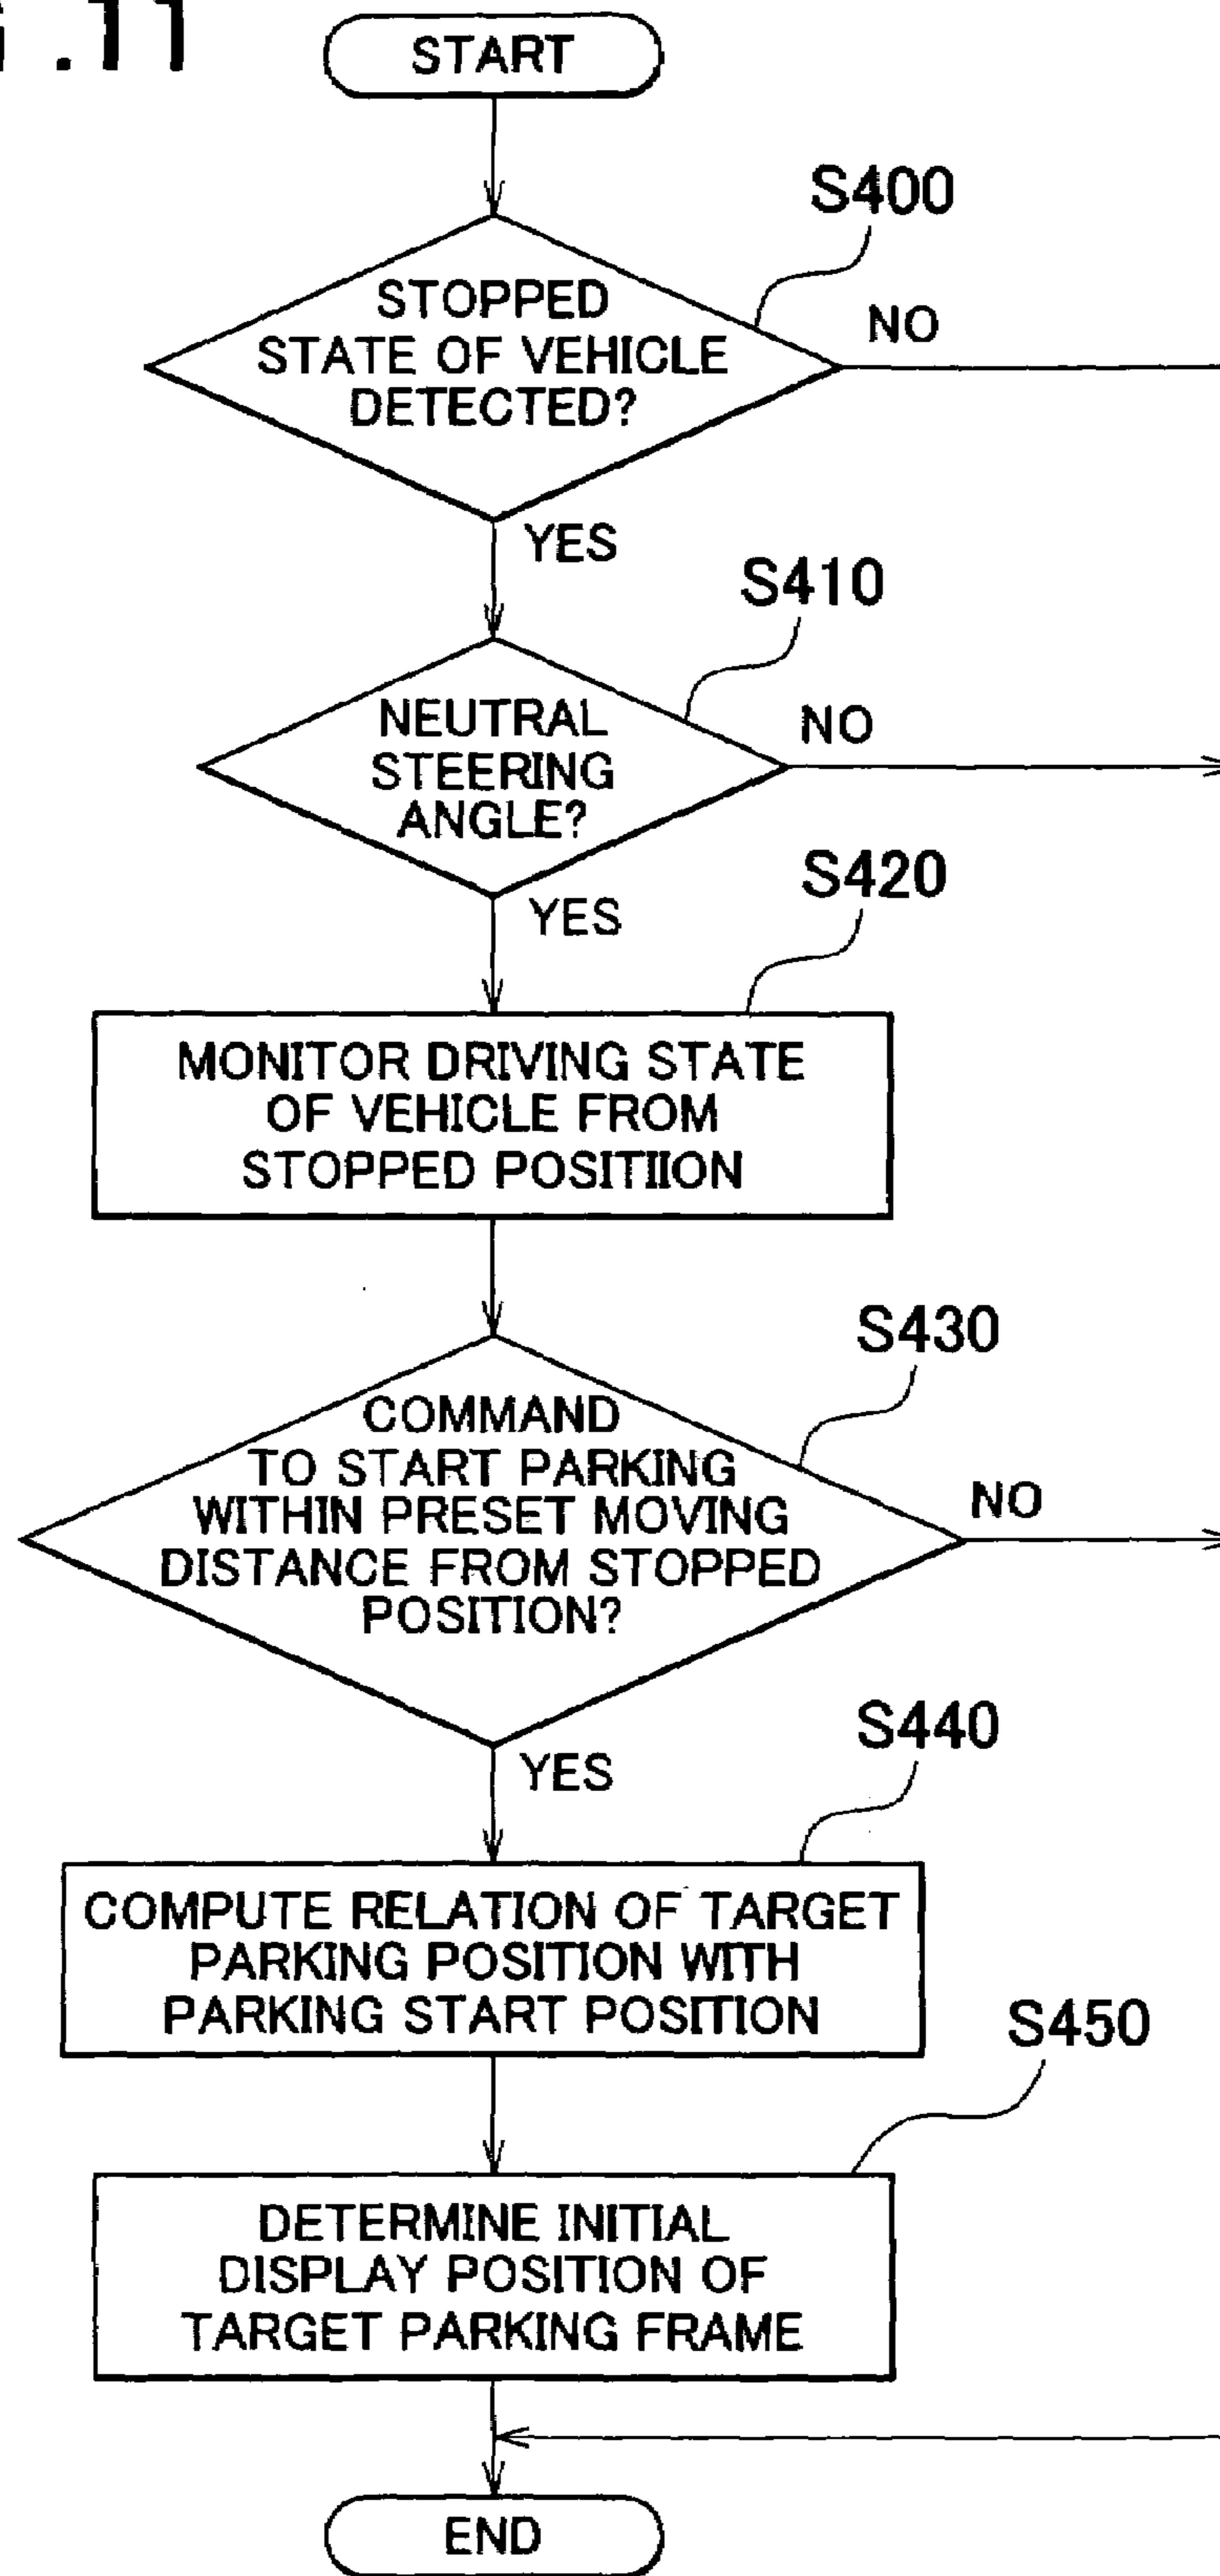 .11
START
S400
STOPPED
STATE OF VEHICLE
DETECTED?
NO
YES
S410
NEUTRAL
STEERING
ANGLE?
NO
YES
S420
MONITOR DRIVING STATE
OF VEHICLE FROM
STOPPED POSITIION
S430
COMMAND
TO START PARKING
WITHIN PRESET MOVING
DISTANCE FROM STOPPED
POSITION?
NO
YES
S440
COMPUTE RELATION OF TARGET
PARKING POSITION WITH
PARKING START POSITION
S450
DETERMINE INITIAL
DISPLAY POSITION OF
TARGET PARKING FRAME
END